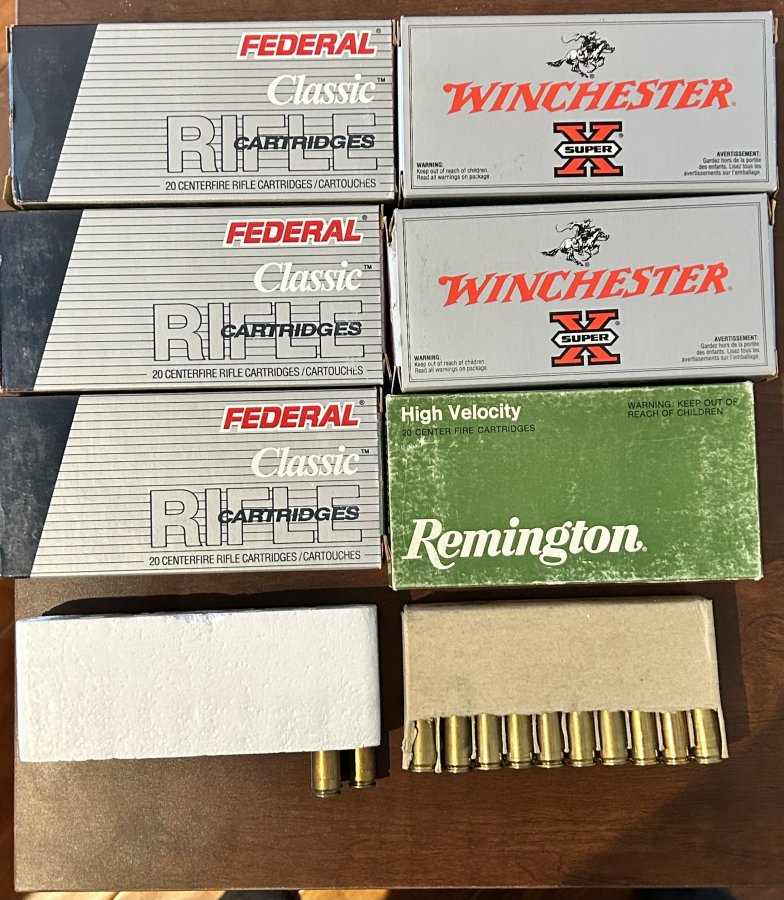 FEDERAL®
Classic™
RIFLE
CARTRIDGES
20 CENTERFIRE RIFLE CARTRIDGES/CARTOUCHES
WINCHESTER®
X®
SUPER
WARNING:
Keep out of reach of children.
Read all warnings on package.
AVERTISSEMENT:
Gardez hors de la portée
des enfants. Lisez tous les
avertissements sur l'emballage.
FEDERAL®
Classic™
RIFLE
CARTRIDGES
20 CENTERFIRE RIFLE CARTRIDGES/CARTOUCHES
WINCHESTER®
X®
SUPER
WARNING:
Keep out of reach of children.
Read all warnings on package.
AVERTISSEMENT:
Gardez hors de la portée
des enfants. Lisez tous les
avertissements sur l'emballage.
FEDERAL®
Classic™
RIFLE
CARTRIDGES
20 CENTERFIRE RIFLE CARTRIDGES/CARTOUCHES
High Velocity
20 CENTER FIRE CARTRIDGES
WARNING: KEEP OUT OF
REACH OF CHILDREN
Remington®